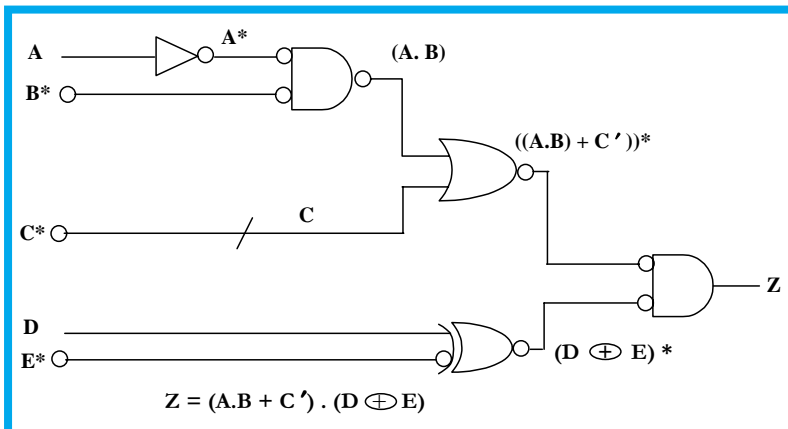 A
A*
(A. B)
B*
((A.B) + C ′ ))*
C
C*
Z
D
E*
(D ⊕ E) *
Z = (A.B + C ′) . (D ⊕ E)